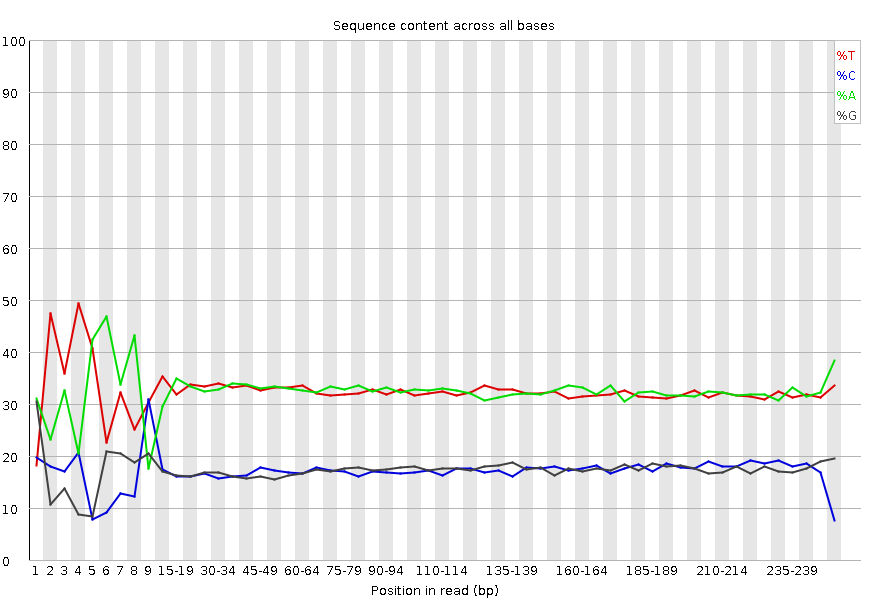 Sequence content across all bases
100
90
80
70
60
50
40
30
20
10
0
%T
%C
%A
%G
1 2 3 4 5 6 7 8 9 15-19 30-34 45-49 60-64 75-79 90-94 110-114 135-139 160-164 185-189 210-214 235-239
Position in read (bp)